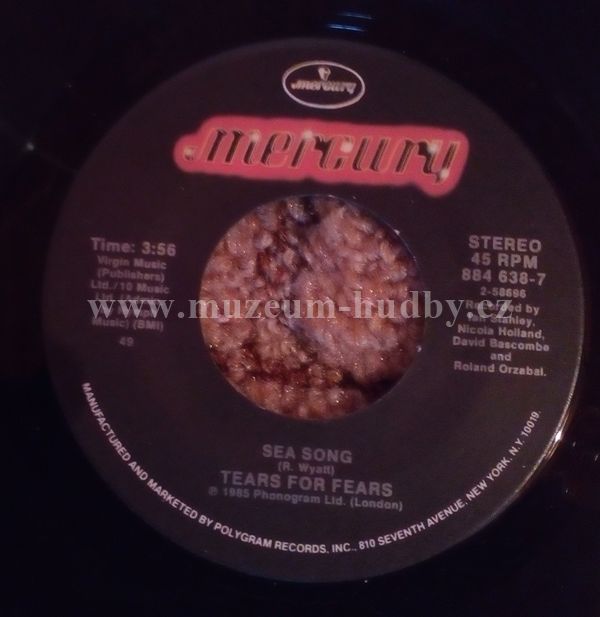 mercury
mercury
Time: 3:56
Virgin Music
(Publishers)
Ltd./10 Music
Music) (BMI)
49
STEREO
45 RPM
884 638-7
2-58696
Ian Stanley,
Nicola Holland,
David Bascombe
and
Roland Orzabal.
www.muzeum-hudby.cz
SEA SONG
(R. Wyatt)
TEARS FOR FEARS
℗ 1985 Phonogram Ltd. (London)
MANUFACTURED AND MARKETED BY POLYGRAM RECORDS, INC., 810 SEVENTH AVENUE, NEW YORK, N.Y. 10019.